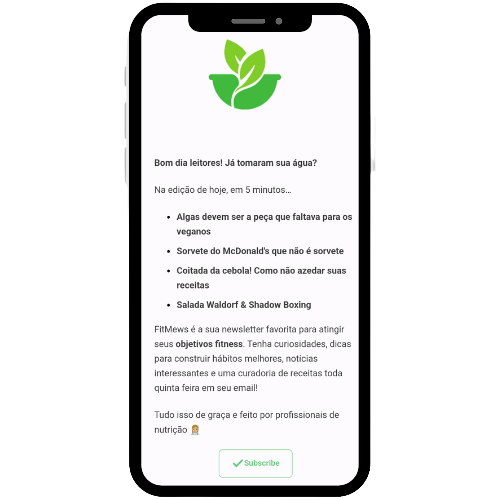 Bom dia leitores! Já tomaram sua água?
Na edição de hoje, em 5 minutos...
Algas devem ser a peça que faltava para os
veganos
Sorvete do McDonald's que não é sorvete
Coitada da cebola! Como não azedar suas
receitas
Salada Waldorf & Shadow Boxing
FitMews é a sua newsletter favorita para atingir
seus objetivos fitness. Tenha curiosidades, dicas
para construir hábitos melhores, notícias
interessantes e uma curadoria de receitas toda
quinta feira em seu email!
Tudo isso de graça e feito por profissionais de
nutrição 👩🏼‍⚕️
Subscribe